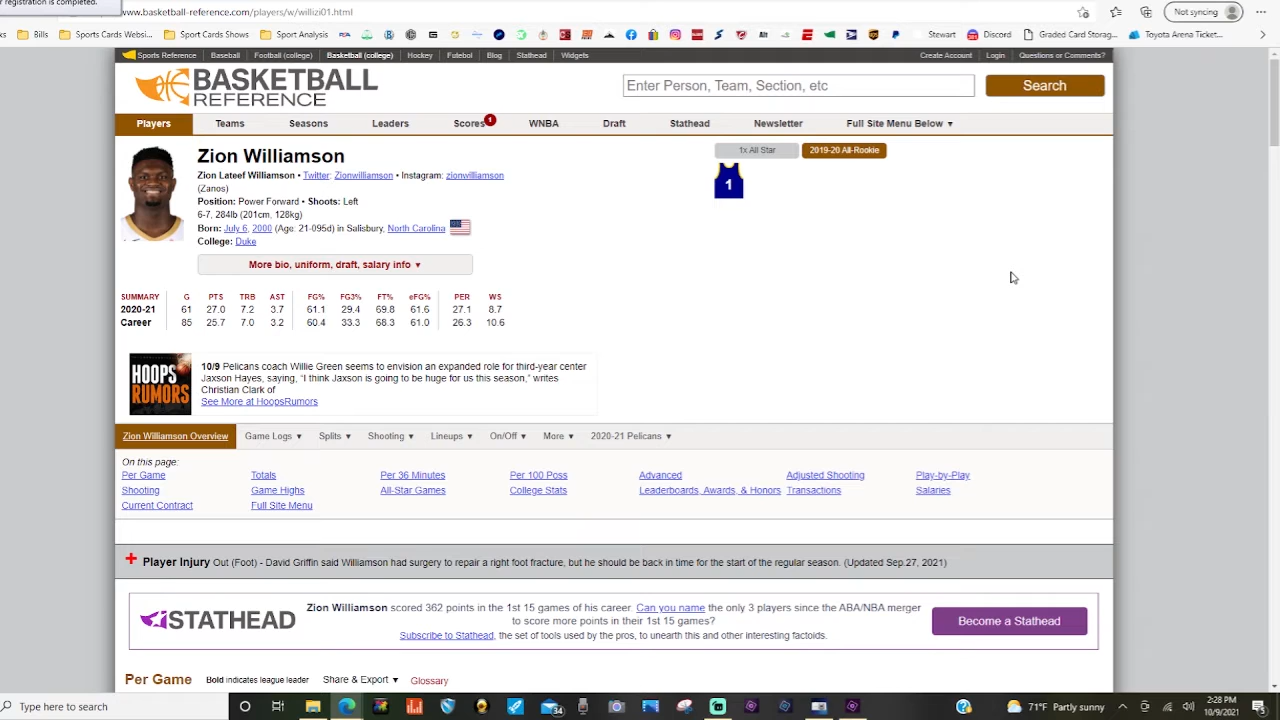 r registration is completed.
www.basketball-reference.com/players/w/willizi01.html
Not syncing
Bills
Sports Cards Websi...
Sports Card Shows
Sport Analysis
Alt
Graded Card Storag...
Toyota Arena Ticket...
Sports Reference Baseball Football (college) Basketball (college) Hockey Futebol Blog Stathead Widgets Create Account Login Questions or Comments?
BASKETBALL
REFERENCE
Enter Person, Team, Section, etc
Search
Players Teams Seasons Leaders Scores 1 WNBA Draft Stathead Newsletter Full Site Menu Below ▼
Zion Williamson
1x All Star
2019-20 All-Rookie
1
Zion Lateef Williamson • Twitter: Zionwilliamson • Instagram: zionwilliamson
(Zanos)
Position: Power Forward • Shoots: Left
6-7, 284lb (201cm, 128kg)
Born: July 6, 2000 (Age: 21-095d) in Salisbury, North Carolina
College: Duke
More bio, uniform, draft, salary info ▼
SUMMARY G PTS TRB AST FG% FG3% FT% eFG% PER WS
2020-21 61 27.0 7.2 3.7 61.1 29.4 69.8 61.6 27.1 8.7
Career 85 25.7 7.0 3.2 60.4 33.3 68.3 61.0 26.3 10.6
HOOPS
RUMORS
10/9 Pelicans coach Willie Green seems to envision an expanded role for third-year center
Jaxson Hayes, saying, “I think Jaxson is going to be huge for us this season,” writes
Christian Clark of
See More at HoopsRumors
Zion Williamson Overview Game Logs ▼ Splits ▼ Shooting ▼ Lineups ▼ On/Off ▼ More ▼ 2020-21 Pelicans ▼
On this page:
Per Game Totals Per 36 Minutes Per 100 Poss Advanced Adjusted Shooting Play-by-Play
Shooting Game Highs All-Star Games College Stats Leaderboards, Awards, & Honors Transactions Salaries
Current Contract Full Site Menu
Player Injury Out (Foot) - David Griffin said Williamson had surgery to repair a right foot fracture, but he should be back in time for the start of the regular season. (Updated Sep.27, 2021)
STATHEAD
Zion Williamson scored 362 points in the 1st 15 games of his career. Can you name the only 3 players since the ABA/NBA merger
to score more points in their 1st 15 games?
Subscribe to Stathead, the set of tools used by the pros, to unearth this and other interesting factoids.
Become a Stathead
Per Game Bold indicates league leader Share & Export ▼ Glossary
Type here to search
34
71°F Partly sunny
2:28 PM
10/9/2021